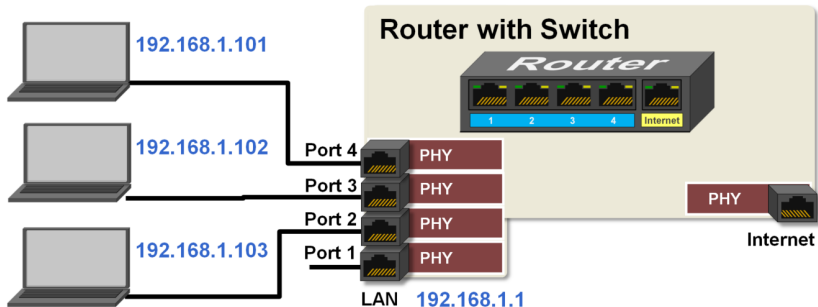 Router with Switch
192.168.1.101
Router
1 2 3 4 Internet
192.168.1.102
Port 4 PHY
Port 3 PHY
PHY
Port 2 PHY
Internet
192.168.1.103
Port 1 PHY
LAN 192.168.1.1